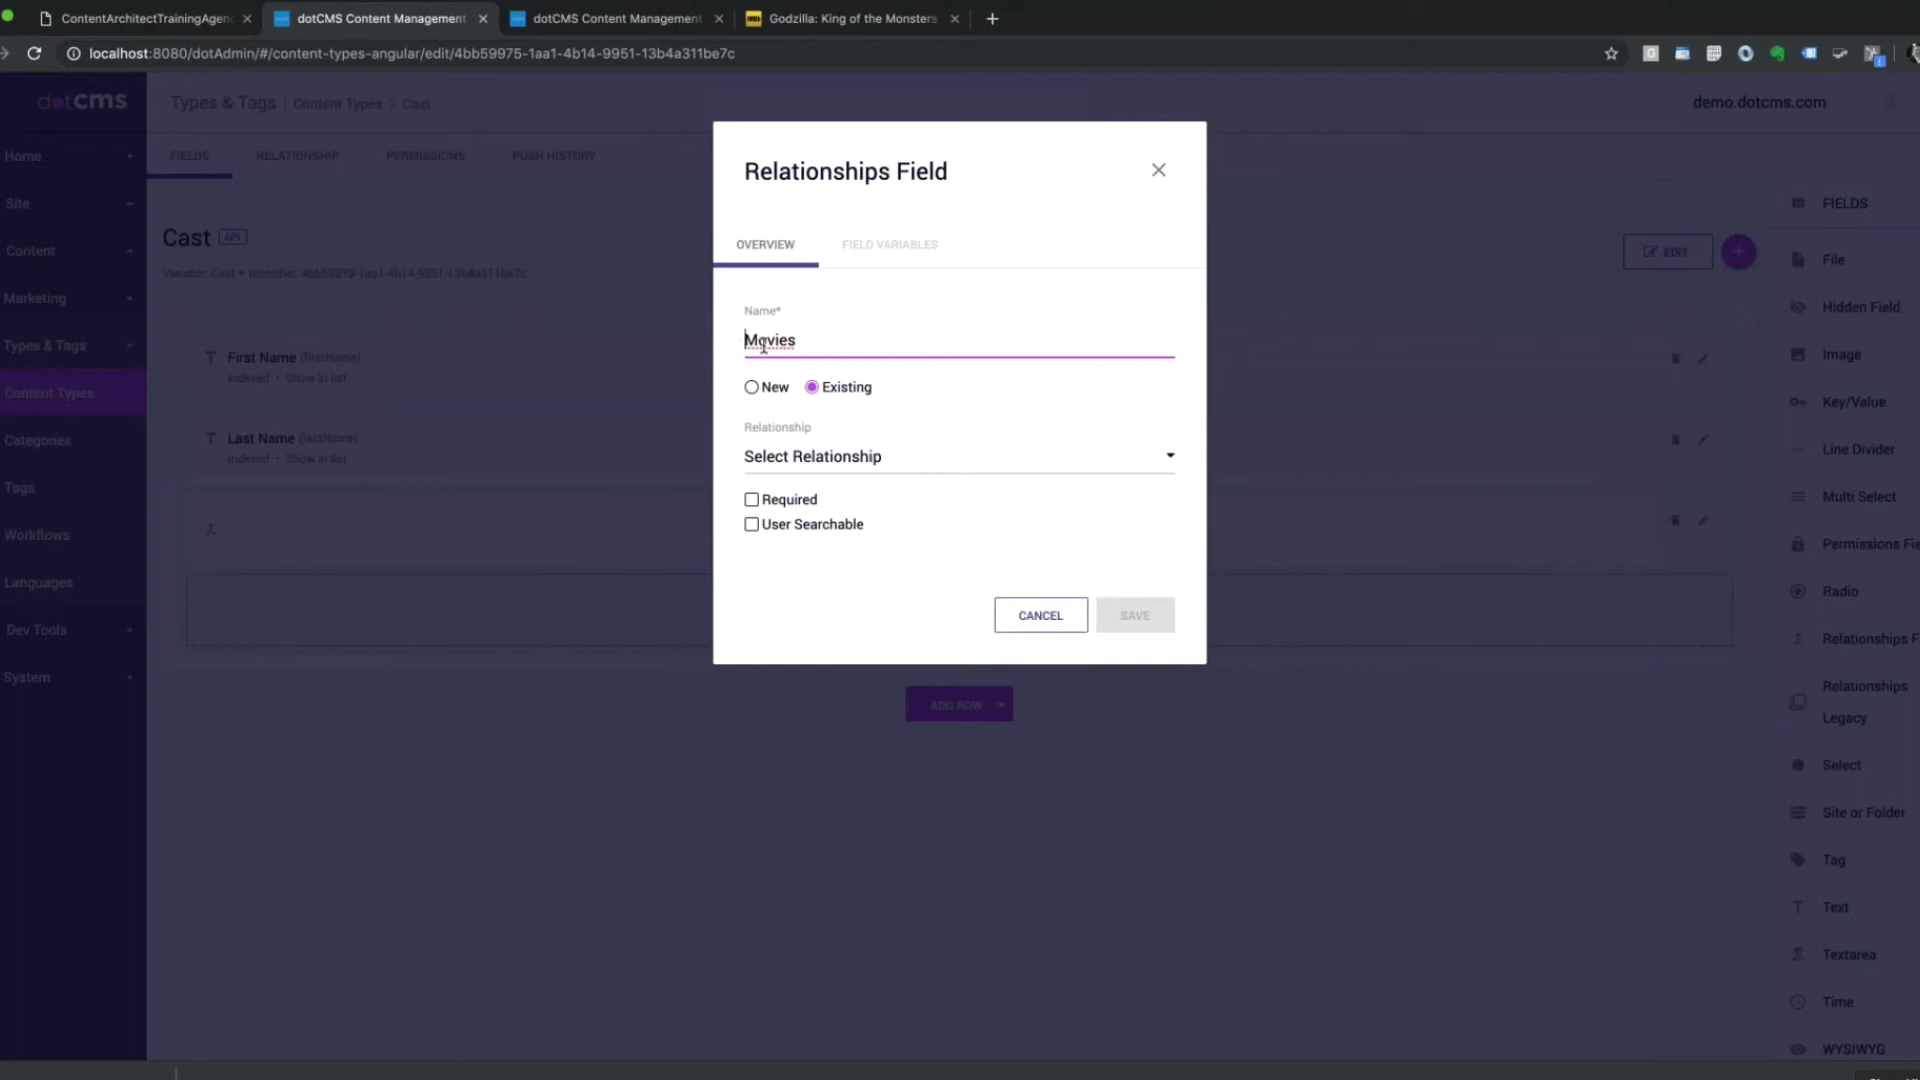 ContentArchitectTrainingAgend
dotCMS Content Management
dotCMS Content Management
Godzilla: King of the Monsters
localhost:8080/dotAdmin/#/content-types-angular/edit/4bb59975-1aa1-4b14-9951-13b4a311be7c
dotCMS
Types & Tags | Content Types > Cast
demo.dotcms.com
Home
Site
Content
Marketing
Types & Tags
Content Types
Categories
Tags
Workflows
Languages
Dev Tools
System
FIELDS
RELATIONSHIP
PERMISSIONS
PUSH HISTORY
Cast API
Variable: Cast • Identifier: 4bb59975-1aa1-4b14-9951-13b4a311be7c
EDIT
First Name (firstName)
Indexed • Show in list
Last Name (lastName)
Indexed • Show in list
ADD ROW
Relationships Field
OVERVIEW
FIELD VARIABLES
Name*
Movies
New
Existing
Relationship
Select Relationship
Required
User Searchable
CANCEL
SAVE
FIELDS
File
Hidden Field
Image
Key/Value
Line Divider
Multi Select
Permissions Fie
Radio
Relationships F
Relationships
Legacy
Select
Site or Folder
Tag
Text
Textarea
Time
WYSIWYG